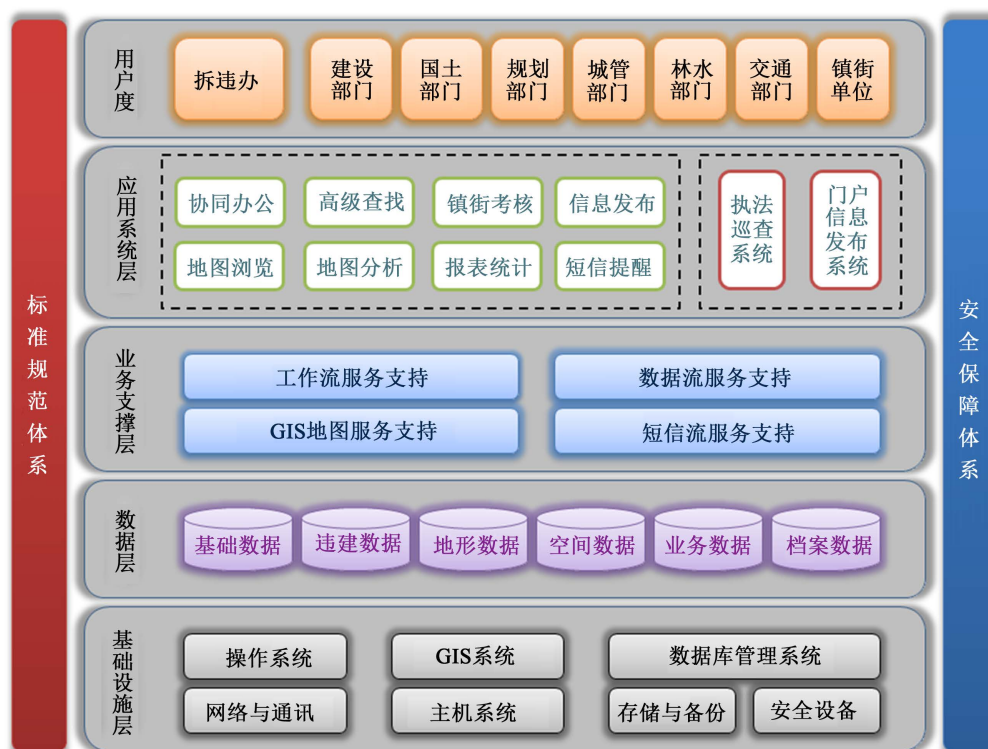 标准规范体系
用户度
拆违办
建设
部门
国土
部门
规划
部门
城管
部门
林水
部门
交通
部门
镇街
单位
应用系统层
协同办公
高级查找
镇街考核
信息发布
地图浏览
地图分析
报表统计
短信提醒
执法
巡查
系统
门户
信息
发布
系统
业务支撑层
工作流服务支持
数据流服务支持
GIS地图服务支持
短信流服务支持
数据层
基础数据
违建数据
地形数据
空间数据
业务数据
档案数据
基础设施层
操作系统
GIS系统
数据库管理系统
网络与通讯
主机系统
存储与备份
安全设备
安全保障体系